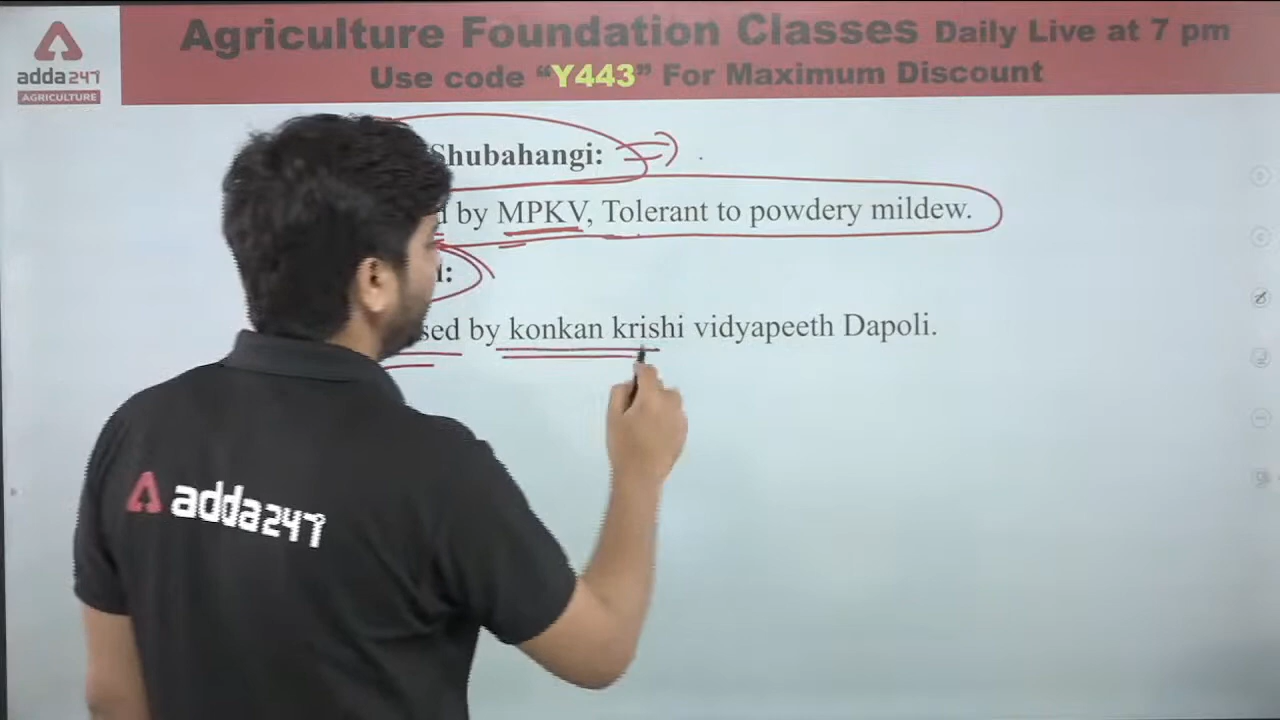 Agriculture Foundation Classes Daily Live at 7 pm
Use code “Y443” For Maximum Discount
adda247
AGRICULTURE
Shubahangi:
by MPKV, Tolerant to powdery mildew.
by konkan krishi vidyapeeth Dapoli.
adda247